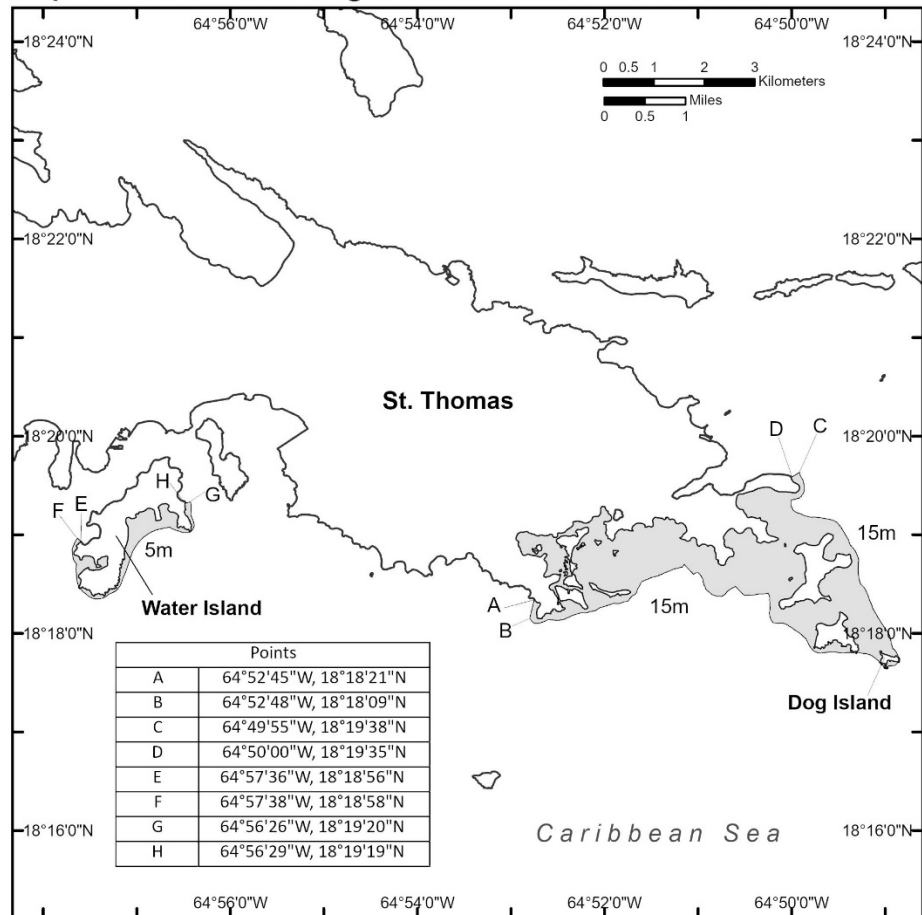 64°56'0"W 64°54'0"W 64°52'0"W 64°50'0"W
18°24'0"N 18°24'0"N
0 0.5 1 2 3
Kilometers
Miles
0 0.5 1
18°22'0"N 18°22'0"N
St. Thomas
18°20'0"N D C 18°20'0"N
H
G
F E
5m
15m
Water Island
A
B
15m
18°18'0"N 18°18'0"N
Dog Island
Points
A 64°52'45"W, 18°18'21"N
B 64°52'48"W, 18°18'09"N
C 64°49'55"W, 18°19'38"N
D 64°50'00"W, 18°19'35"N
E 64°57'36"W, 18°18'56"N
F 64°57'38"W, 18°18'58"N
G 64°56'26"W, 18°19'20"N
H 64°56'29"W, 18°19'19"N
18°16'0"N 18°16'0"N
Caribbean Sea
64°56'0"W 64°54'0"W 64°52'0"W 64°50'0"W